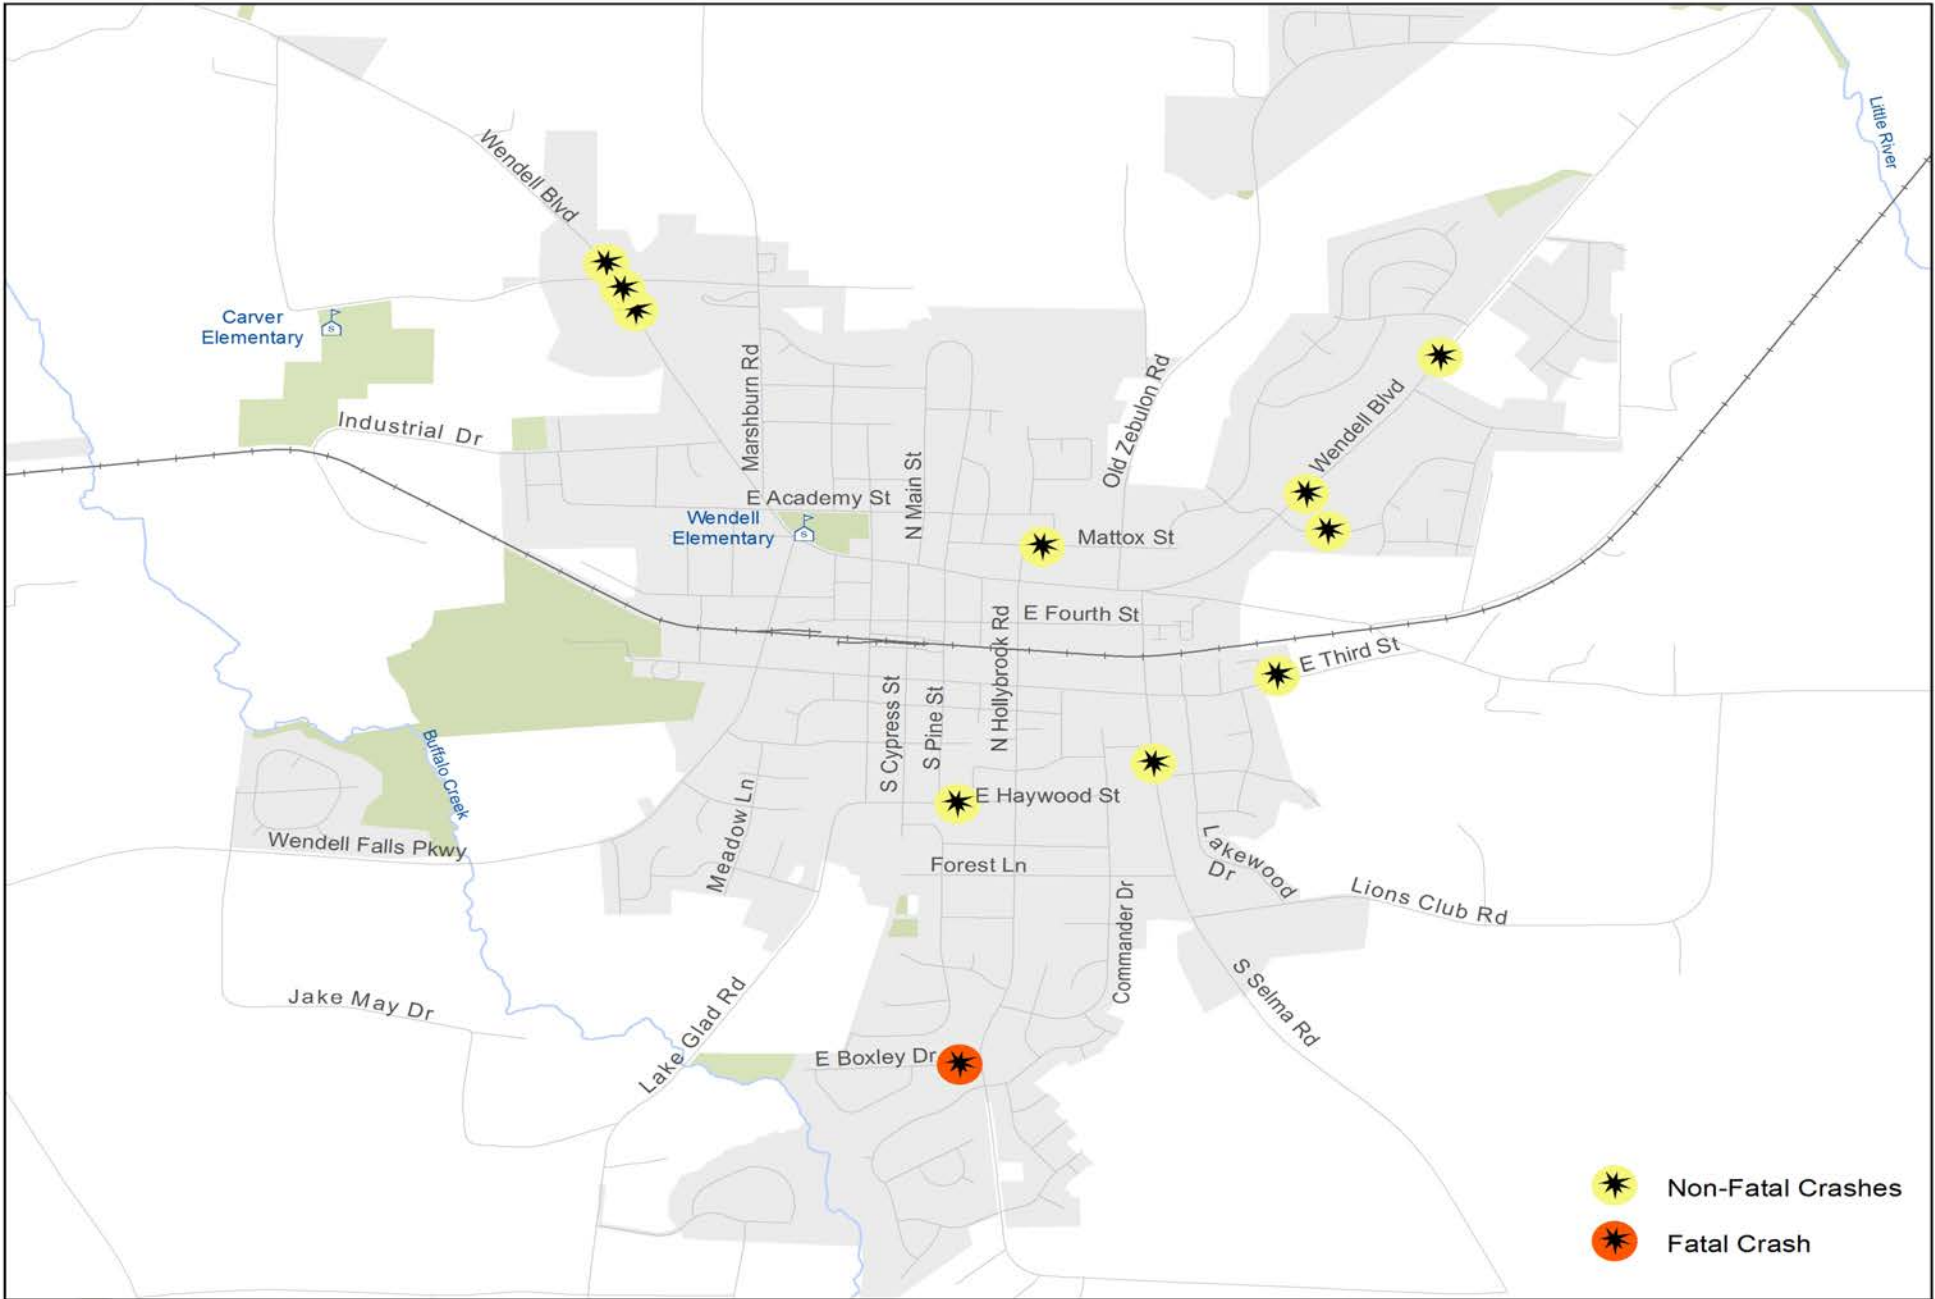 Little River
Wendell Blvd
Carver
Elementary
Industrial Dr
Marshburn Rd
Old Zebulon Rd
Wendell Blvd
N Main St
E Academy St
Wendell
Elementary
Mattox St
E Fourth St
N Hollybrook Rd
E Third St
S Cypress St
S Pine St
Buffalo Creek
Meadow Ln
E Haywood St
Wendell Falls Pkwy
Forest Ln
Lakewood
Dr
Lions Club Rd
Commander Dr
Jake May Dr
Lake Glad Rd
S Selma Rd
E Boxley Dr
Non-Fatal Crashes
Fatal Crash
S
S